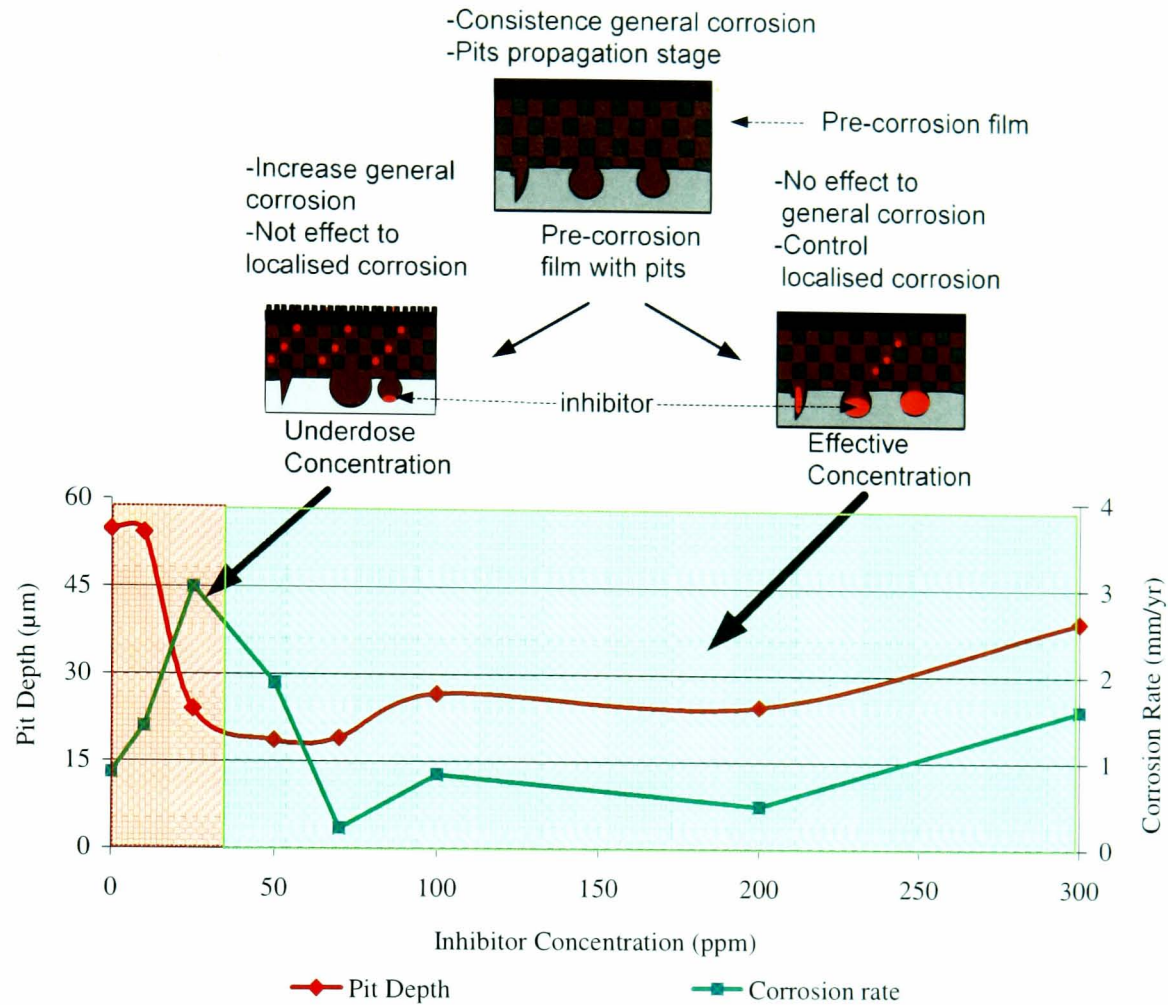 -Consistence general corrosion
-Pits propagation stage
Pre-corrosion film
-Increase general
corrosion
-Not effect to
localised corrosion
Pre-corrosion
film with pits
-No effect to
general corrosion
-Control
localised corrosion
inhibitor
Underdose
Concentration
Effective
Concentration
60
45
30
15
0
Pit Depth (µm)
4
3
2
1
0
Corrosion Rate (mm/yr)
0
50
100
150
200
250
300
Inhibitor Concentration (ppm)
Pit Depth
Corrosion rate